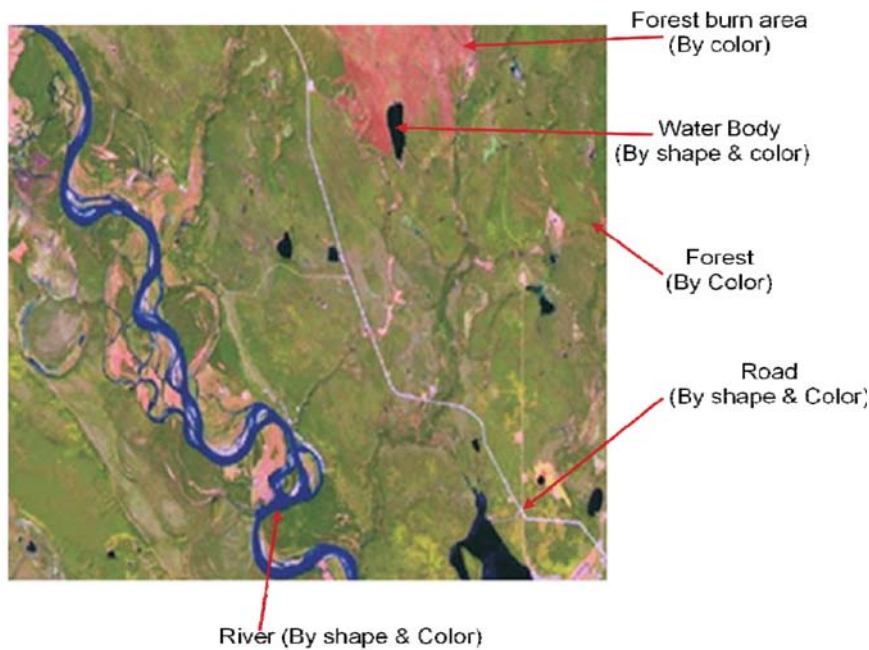 Forest burn area
(By color)
Water Body
(By shape & color)
Forest
(By Color)
Road
(By shape & Color)
River (By shape & Color)